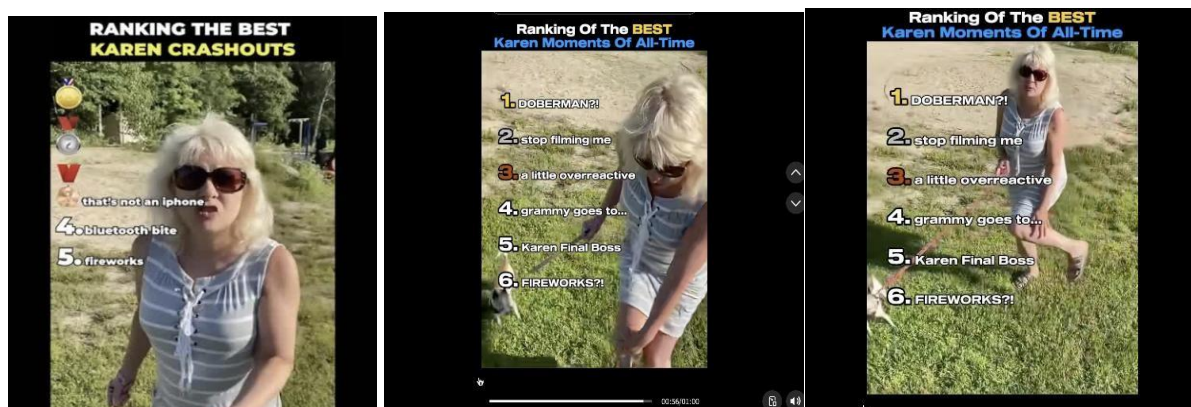 RANKING THE BEST
KAREN CRASHOUTS
2
that's not an iphone
4. bluetooth bite
5. fireworks
Ranking Of The BEST
Karen Moments Of All-Time
1. DOBERMAN?!
2. stop filming me
3. a little overreactive
4. grammy goes to...
5. Karen Final Boss
6. FIREWORKS?!
00:56/01:00
Ranking Of The BEST
Karen Moments Of All-Time
1. DOBERMAN?!
2. stop filming me
3. a little overreactive
4. grammy goes to...
5. Karen Final Boss
6. FIREWORKS?!